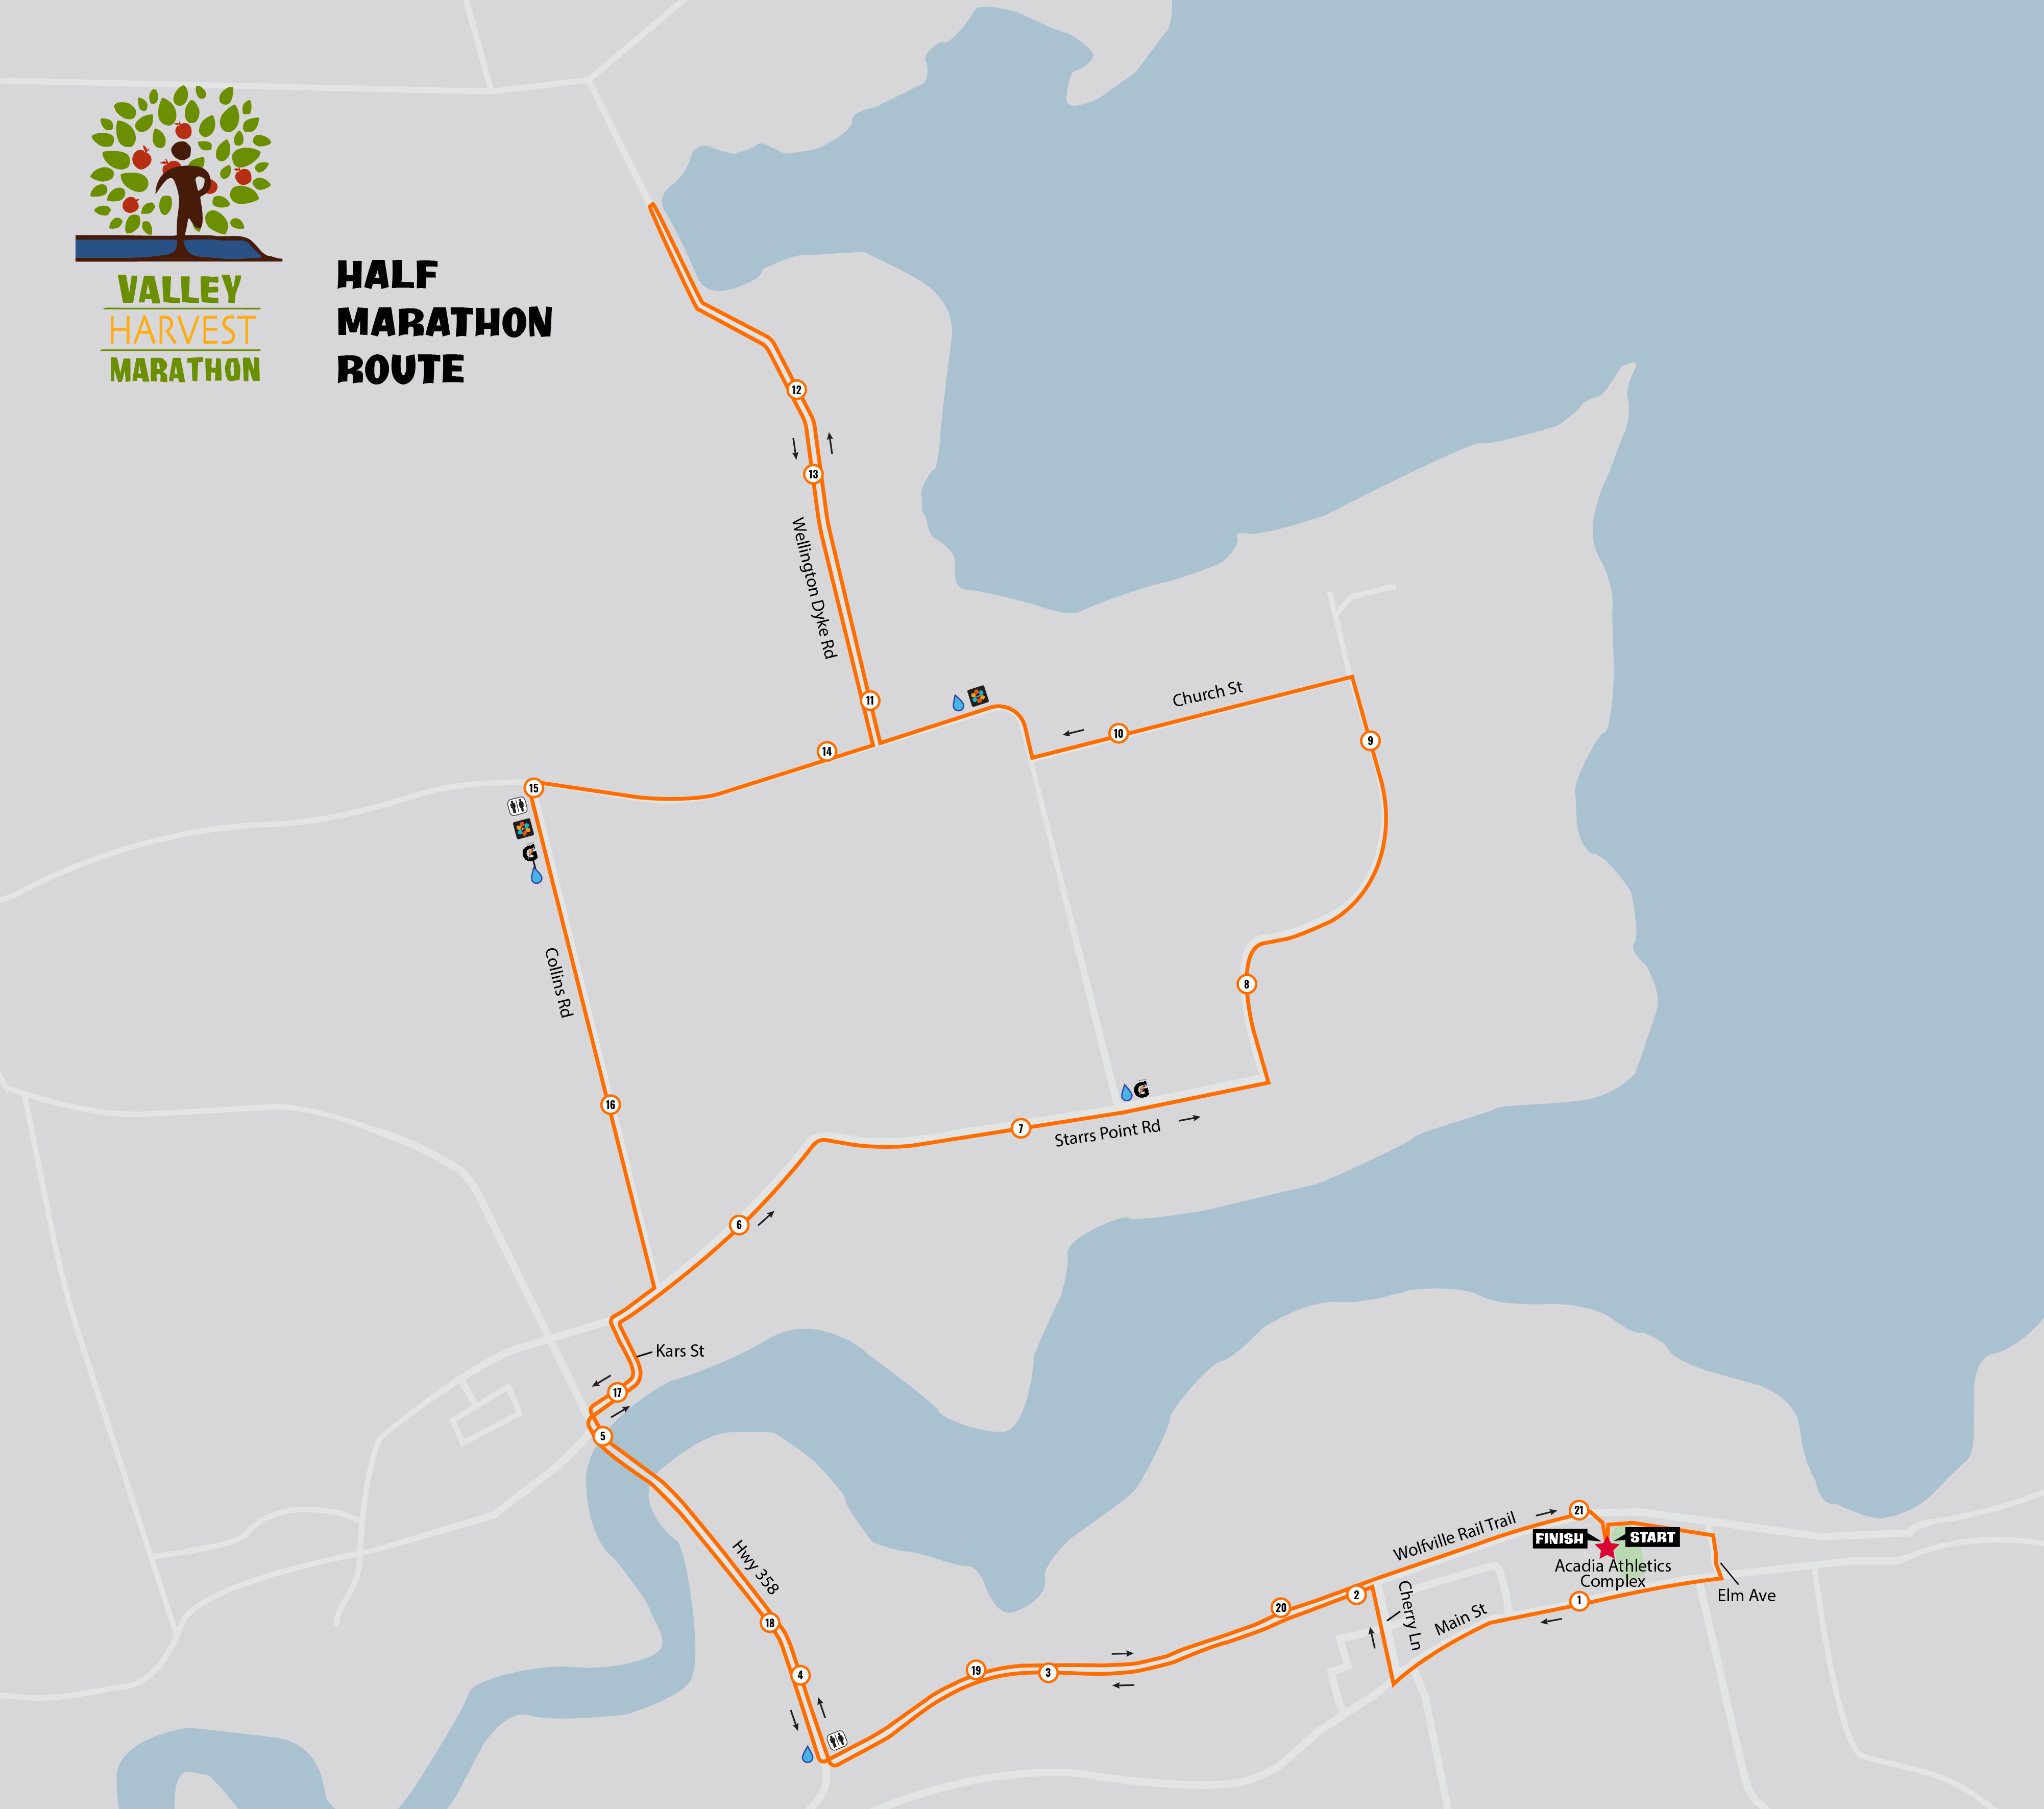 VALLEY
HARVEST
MARATHON
HALF
MARATHON
ROUTE
12
13
Wellington Dyke Rd
11
Church St
10
9
14
15
G
Collins Rd
8
16
G
7
Starrs Point Rd
6
Kars St
17
5
Hwy 358
18
4
19
3
20
2
Wolfville Rail Trail
21
FINISH
START
Acadia Athletics
Complex
Elm Ave
1
Main St
Cherry Ln